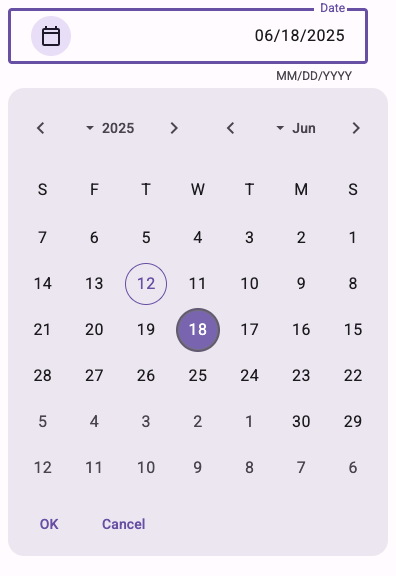 Date
06/18/2025
MM/DD/YYYY
2025 Jun
S F T W T M S
7 6 5 4 3 2 1
14 13 12 11 10 9 8
21 20 19 18 17 16 15
28 27 26 25 24 23 22
5 4 3 2 1 30 29
12 11 10 9 8 7 6
OK Cancel